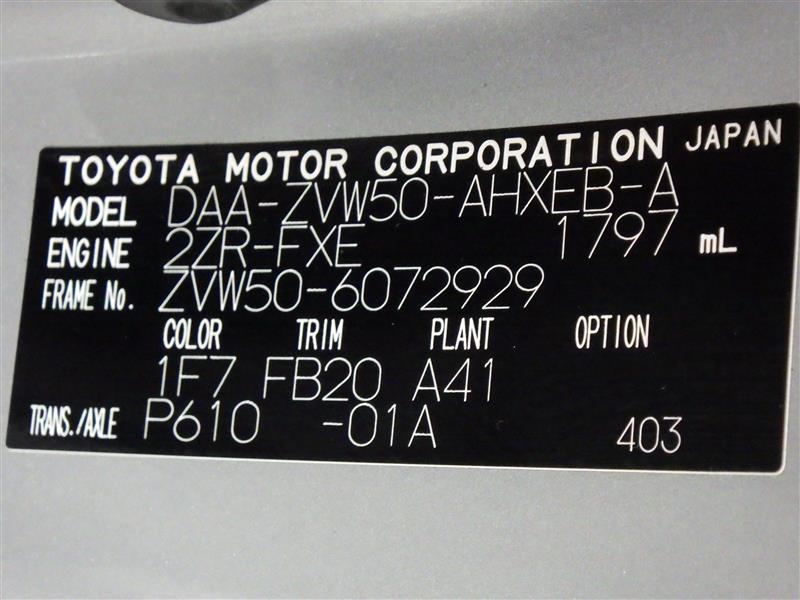 TOYOTA MOTOR CORPORATION JAPAN
MODEL DAA-ZVW50-AHXEB-A
ENGINE 2ZR-FXE 1797 mL
FRAME No. ZVW50-6072929
COLOR TRIM PLANT OPTION
1F7 FB20 A41
TRANS./AXLE P610 -01A 403